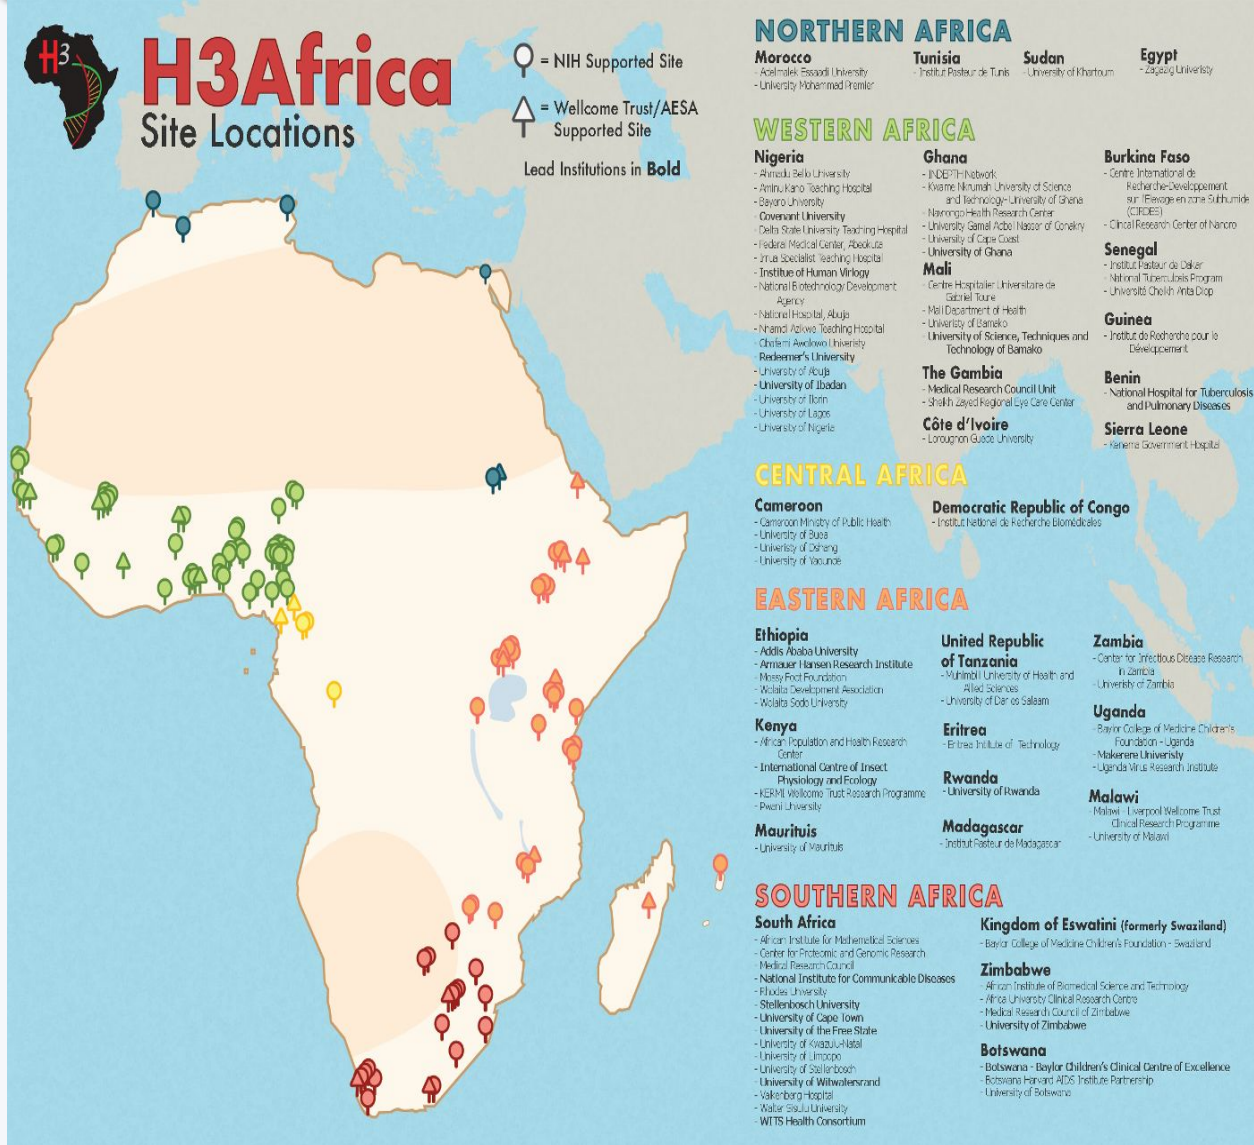 H3
H3Africa
Site Locations
= NIH Supported Site
= Wellcome Trust/AESA
Supported Site
Lead Institutions in Bold
NORTHERN AFRICA
Morocco
- Adelmalek Essaadi University
- University Mohammad Premier
Tunisia
- Institut Pasteur de Tunis
Sudan
- University of Khartoum
Egypt
- Zagazig Univeristy
WESTERN AFRICA
Nigeria
- Ahmadu Bello University
- Aminu Kano Teaching Hospital
- Bayero University
- Covenant University
- Delta State University Teaching Hospital
- Federal Medical Center, Abeokuta
- Irrua Specialist Teaching Hospital
- Institue of Human Virlogy
- National Biotechnology Development
Agency
- National Hospital, Abuja
- Nnamdi Azikwe Teaching Hospital
- Obafemi Awolowo Univeristy
- Redeemer's University
- University of Abuja
- University of Ibadan
- University of Ilorin
- University of Lagos
- University of Nigeria
Ghana
- INDEPTH Network
- Kwame Nkrumah University of Science
and Technology- University of Ghana
- Navrongo Health Research Center
- University Gamal Abdel Nasser of Conakry
- University of Cape Coast
- University of Ghana
Mali
- Centre Hospitalier Universitaire de
Gabriel Toure
- Mali Department of Health
- Univeristy of Bamako
- University of Science, Techniques and
Technology of Bamako
The Gambia
- Medical Research Council Unit
- Sheikh Zayed Regional Eye Care Center
Côte d'Ivoire
- Lorougnon Guede University
Burkina Faso
- Centre International de
Recherche-Developpement
sur l'Elevage en zone Subhumide
(CIRDES)
- Clincal Research Center of Nanoro
Senegal
- Institut Pasteur de Dakar
- National Tuberculosis Program
- Université Cheikh Anta Diop
Guinea
- Institut de Recherche pour le
Développement
Benin
- National Hospital for Tuberculosis
and Pulmonary Diseases
Sierra Leone
- Kenema Government Hospital
CENTRAL AFRICA
Cameroon
- Cameroon Ministry of Public Health
- University of Buea
- Univeristy of Dshang
- University of Yaounde
Democratic Republic of Congo
- Institut National de Recherche Biomédicales
EASTERN AFRICA
Ethiopia
- Addis Ababa University
- Armauer Hansen Research Institute
- Mossy Foot Foundation
- Wolaita Development Association
- Wolaita Sodo University
Kenya
- African Population and Health Research
Center
- International Centre of Insect
Physiology and Ecology
- KERMI Wellcome Trust Research Programme
- Pwani University
Mauritius
- University of Mauritius
United Republic
of Tanzania
- Muhimbili University of Health and
Allied Sciences
- University of Dar es Salaam
Eritrea
- Eritrea Intitute of Technology
Rwanda
- University of Rwanda
Madagascar
- Institut Pasteur de Madagascar
Zambia
- Center for Infectious Disease Research
in Zambia
- Univeristy of Zambia
Uganda
- Baylor College of Medicine Children's
Foundation - Uganda
- Makerere Univeristy
- Uganda Virus Research Institute
Malawi
- Malawi - Liverpool Wellcome Trust
Clinical Research Programme
- University of Malawi
SOUTHERN AFRICA
South Africa
- African Institute for Mathematical Sciences
- Center for Proteomic and Genomic Research
- Medical Research Council
- National Institute for Communicable Diseases
- Rhodes University
- Stellenbosch University
- University of Cape Town
- University of the Free State
- University of Kwazulu-Natal
- University of Limpopo
- University of Stellenbosch
- University of Witwatersrand
- Valkenberg Hospital
- Walter Sisulu University
- WITS Health Consortium
Kingdom of Eswatini (formerly Swaziland)
- Baylor College of Medicine Children's Foundation - Swaziland
Zimbabwe
- African Institute of Biomedical Science and Technology
- Africa University Clinical Research Centre
- Medical Research Council of Zimbabwe
- University of Zimbabwe
Botswana
- Botswana - Baylor Children's Clinical Centre of Excellence
- Botswana Harvard AIDS Institute Partnership
- University of Botswana